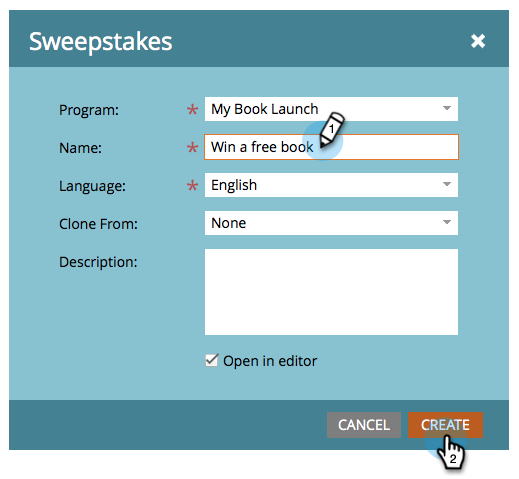 Sweepstakes
Program: * My Book Launch
Name: * Win a free book 1
Language: * English
Clone From: None
Description:
Open in editor
CANCEL CREATE
2